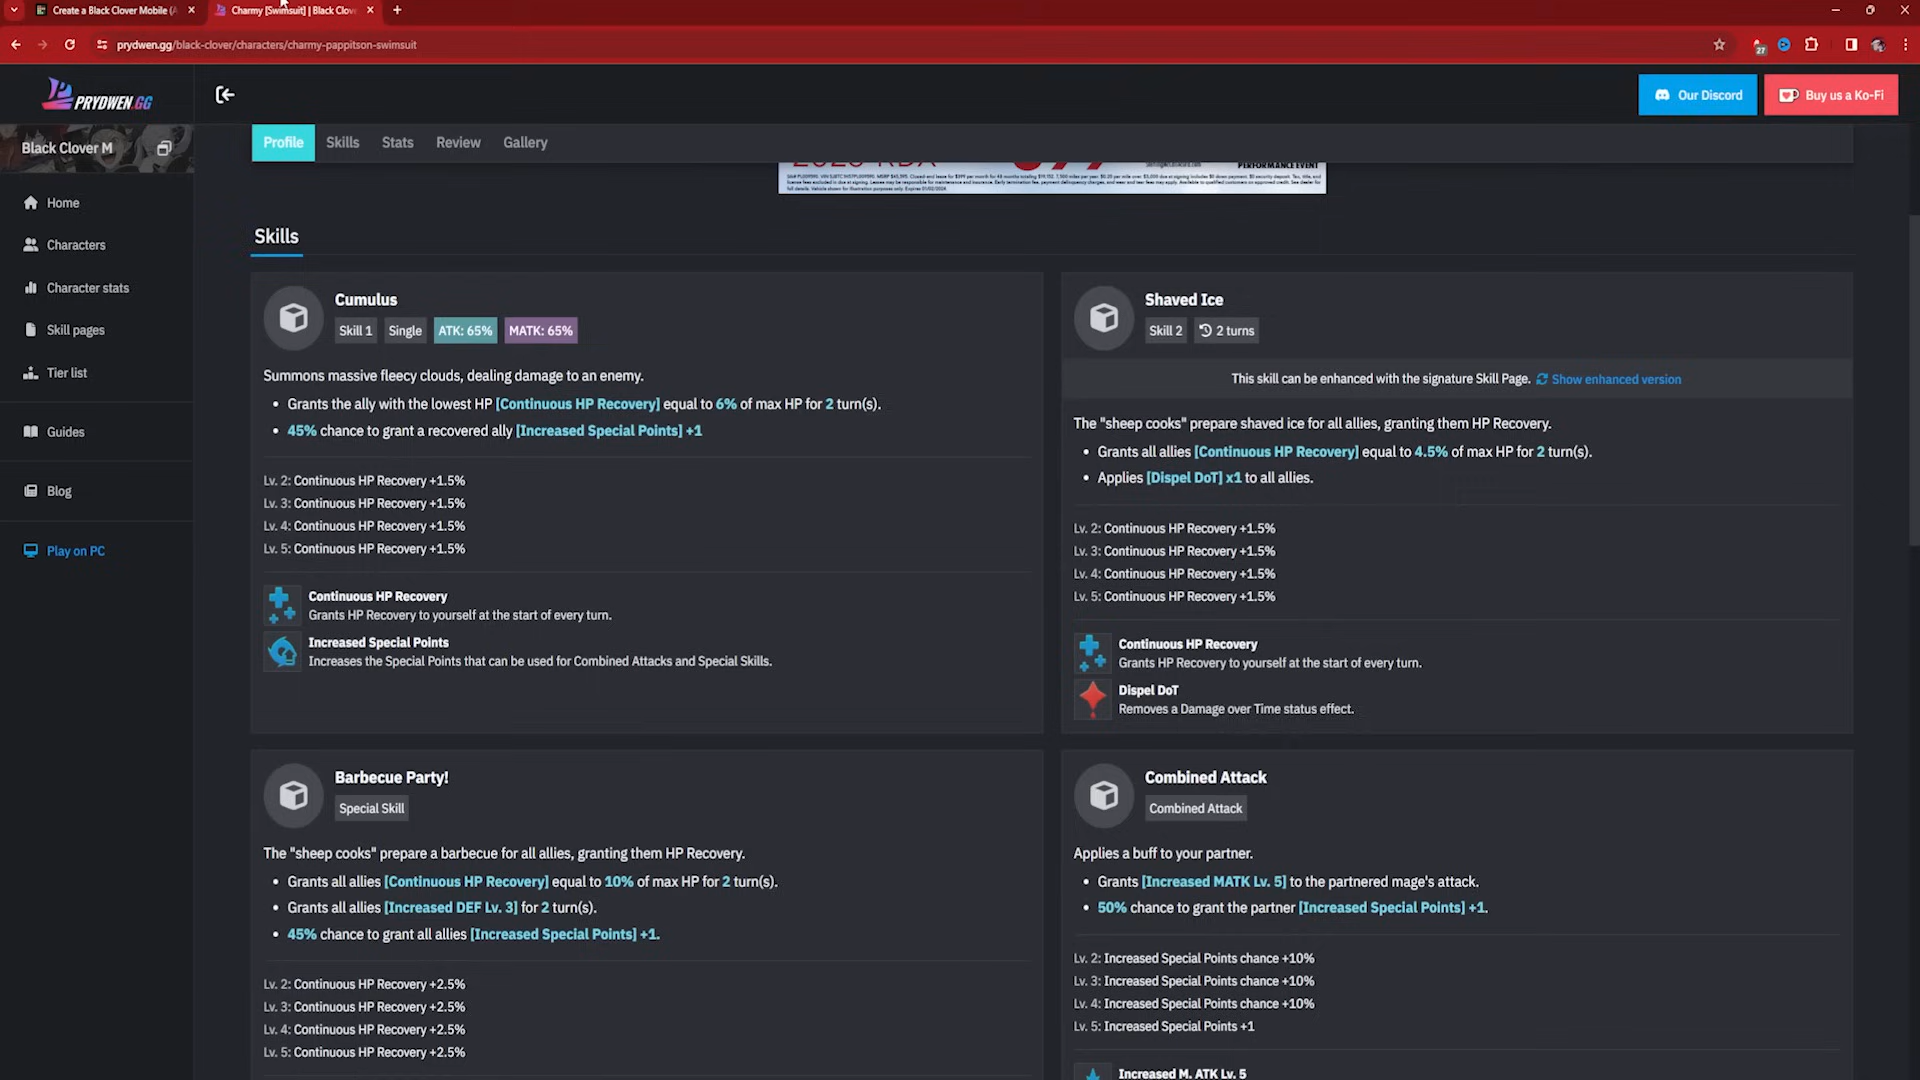 Create a Black Clover Mobile (A
Charmy [Swimsuit] | Black Clov
prydwen.gg/black-clover/characters/charmy-pappitson-swimsuit
27
PRYDWEN.GG
Our Discord
Buy us a Ko-Fi
Black Clover M
Profile
Skills
Stats
Review
Gallery
PERFORMANCE EVENT
Home
Characters
Character stats
Skill pages
Tier list
Guides
Blog
Play on PC
Skills
Cumulus
Skill 1 Single ATK: 65% MATK: 65%
Summons massive fleecy clouds, dealing damage to an enemy.
• Grants the ally with the lowest HP [Continuous HP Recovery] equal to 6% of max HP for 2 turn(s).
• 45% chance to grant a recovered ally [Increased Special Points] +1
Lv. 2: Continuous HP Recovery +1.5%
Lv. 3: Continuous HP Recovery +1.5%
Lv. 4: Continuous HP Recovery +1.5%
Lv. 5: Continuous HP Recovery +1.5%
Continuous HP Recovery
Grants HP Recovery to yourself at the start of every turn.
Increased Special Points
Increases the Special Points that can be used for Combined Attacks and Special Skills.
Shaved Ice
Skill 2 2 turns
This skill can be enhanced with the signature Skill Page. Show enhanced version
The "sheep cooks" prepare shaved ice for all allies, granting them HP Recovery.
• Grants all allies [Continuous HP Recovery] equal to 4.5% of max HP for 2 turn(s).
• Applies [Dispel DoT] x1 to all allies.
Lv. 2: Continuous HP Recovery +1.5%
Lv. 3: Continuous HP Recovery +1.5%
Lv. 4: Continuous HP Recovery +1.5%
Lv. 5: Continuous HP Recovery +1.5%
Continuous HP Recovery
Grants HP Recovery to yourself at the start of every turn.
Dispel DoT
Removes a Damage over Time status effect.
Barbecue Party!
Special Skill
The "sheep cooks" prepare a barbecue for all allies, granting them HP Recovery.
• Grants all allies [Continuous HP Recovery] equal to 10% of max HP for 2 turn(s).
• Grants all allies [Increased DEF Lv. 3] for 2 turn(s).
• 45% chance to grant all allies [Increased Special Points] +1.
Lv. 2: Continuous HP Recovery +2.5%
Lv. 3: Continuous HP Recovery +2.5%
Lv. 4: Continuous HP Recovery +2.5%
Lv. 5: Continuous HP Recovery +2.5%
Combined Attack
Combined Attack
Applies a buff to your partner.
• Grants [Increased MATK Lv. 5] to the partnered mage's attack.
• 50% chance to grant the partner [Increased Special Points] +1.
Lv. 2: Increased Special Points chance +10%
Lv. 3: Increased Special Points chance +10%
Lv. 4: Increased Special Points chance +10%
Lv. 5: Increased Special Points +1
Increased M. ATK Lv. 5